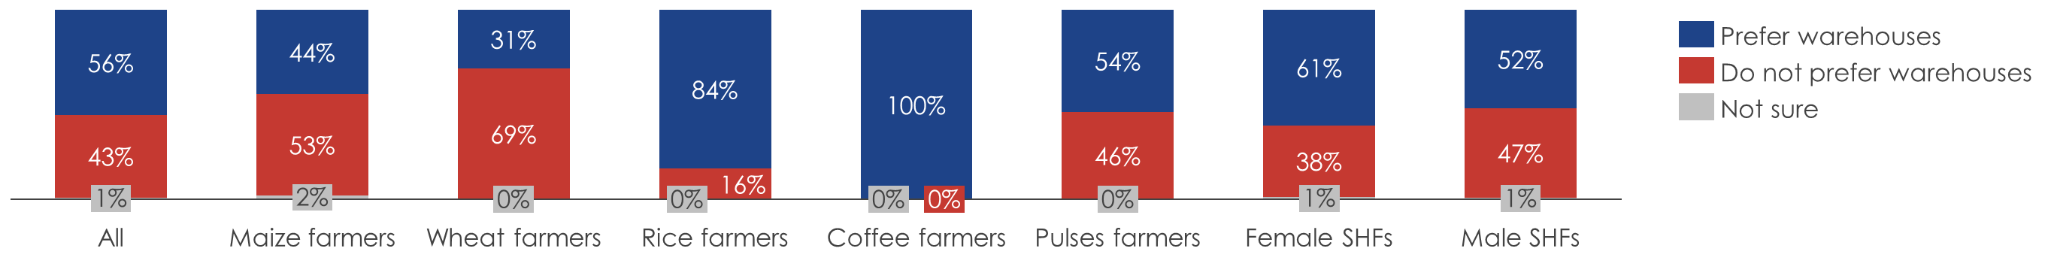 56%
43%
1%
All
44%
53%
2%
Maize farmers
31%
69%
0%
Wheat farmers
84%
16%
0%
Rice farmers
100%
0%
0%
Coffee farmers
54%
46%
0%
Pulses farmers
61%
38%
1%
Female SHFs
52%
47%
1%
Male SHFs
Prefer warehouses
Do not prefer warehouses
Not sure